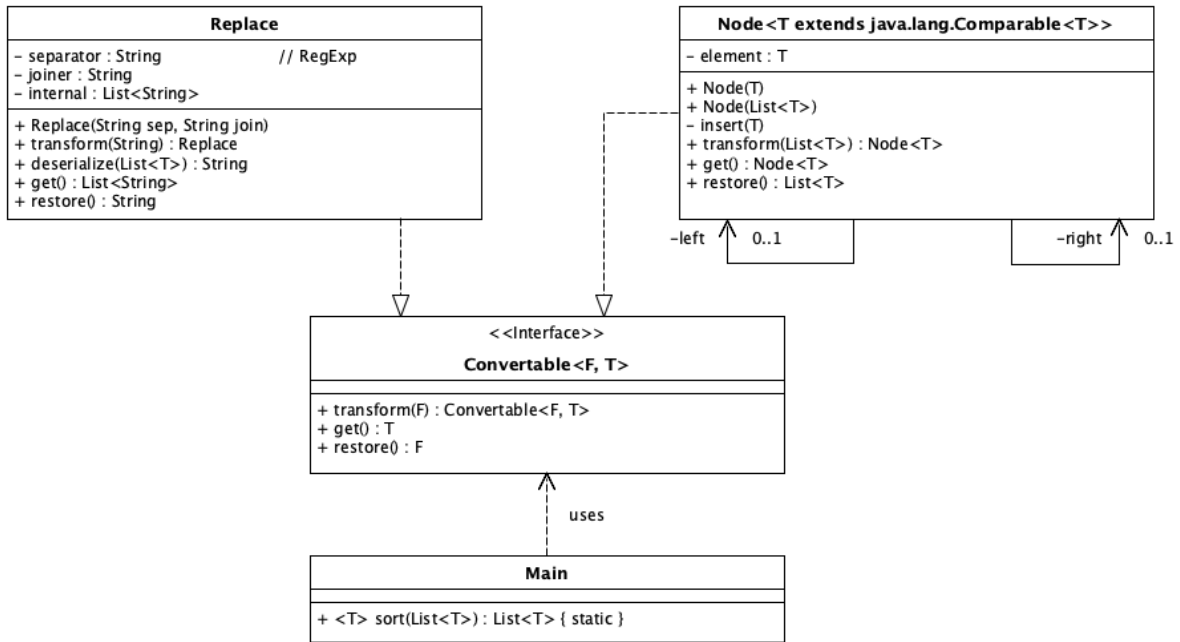 Replace
– separator : String // RegExp
– joiner : String
– internal : List<String>
+ Replace(String sep, String join)
+ transform(String) : Replace
+ deserialize(List<T>) : String
+ get() : List<String>
+ restore() : String
Node<T extends java.lang.Comparable<T>>
– element : T
+ Node(T)
+ Node(List<T>)
– insert(T)
+ transform(List<T>) : Node<T>
+ get() : Node<T>
+ restore() : List<T>
–left 0..1
–right 0..1
<<Interface>>
Convertable<F, T>
+ transform(F) : Convertable<F, T>
+ get() : T
+ restore() : F
uses
Main
+ <T> sort(List<T>) : List<T> { static }